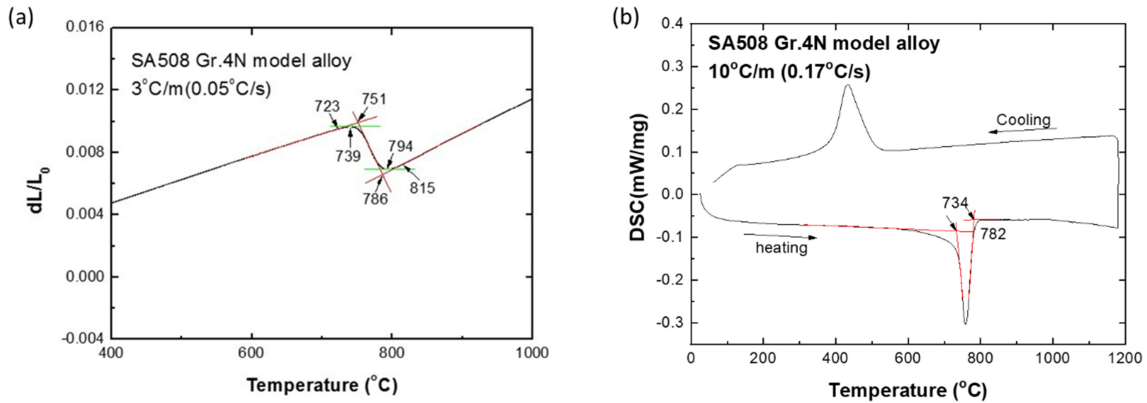 (a)
0.016
0.012
0.008
0.004
0.000
-0.004
dL/L0
SA508 Gr.4N model alloy
3°C/m(0.05°C/s)
723
751
739
794
786
815
400
600
800
1000
Temperature (°C)
(b)
0.4
0.3
0.2
0.1
0.0
-0.1
-0.2
-0.3
DSC(mW/mg)
SA508 Gr.4N model alloy
10°C/m (0.17°C/s)
Cooling
734
782
heating
0
200
400
600
800
1000
1200
Temperature (°C)